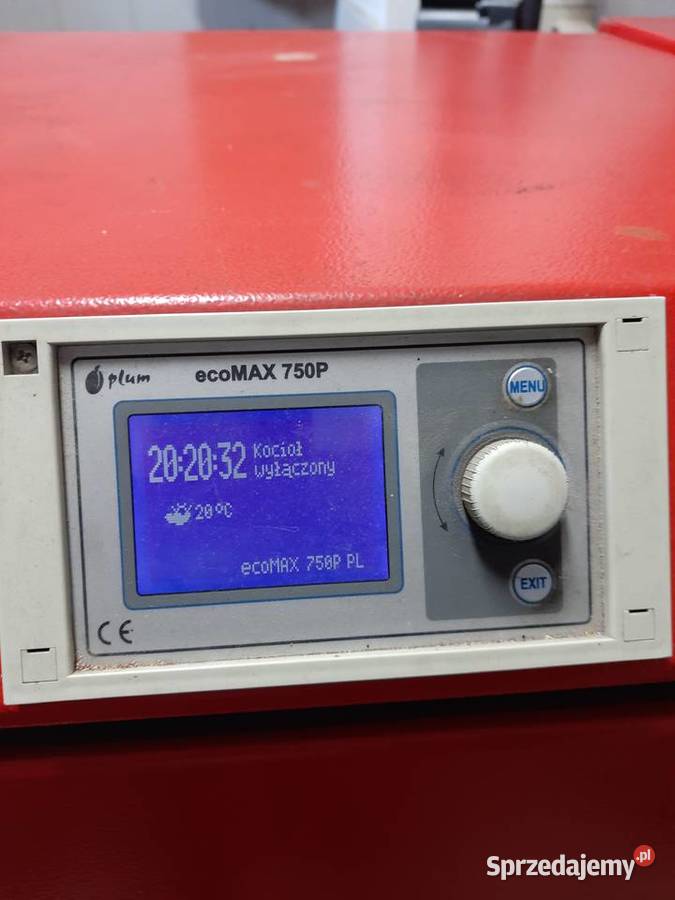 plum
ecoMAX 750P
MENU
20:20:32 Kocioł
wyłączony
20°C
ecoMAX 750P PL
EXIT
CE
Sprzedajemy.pl